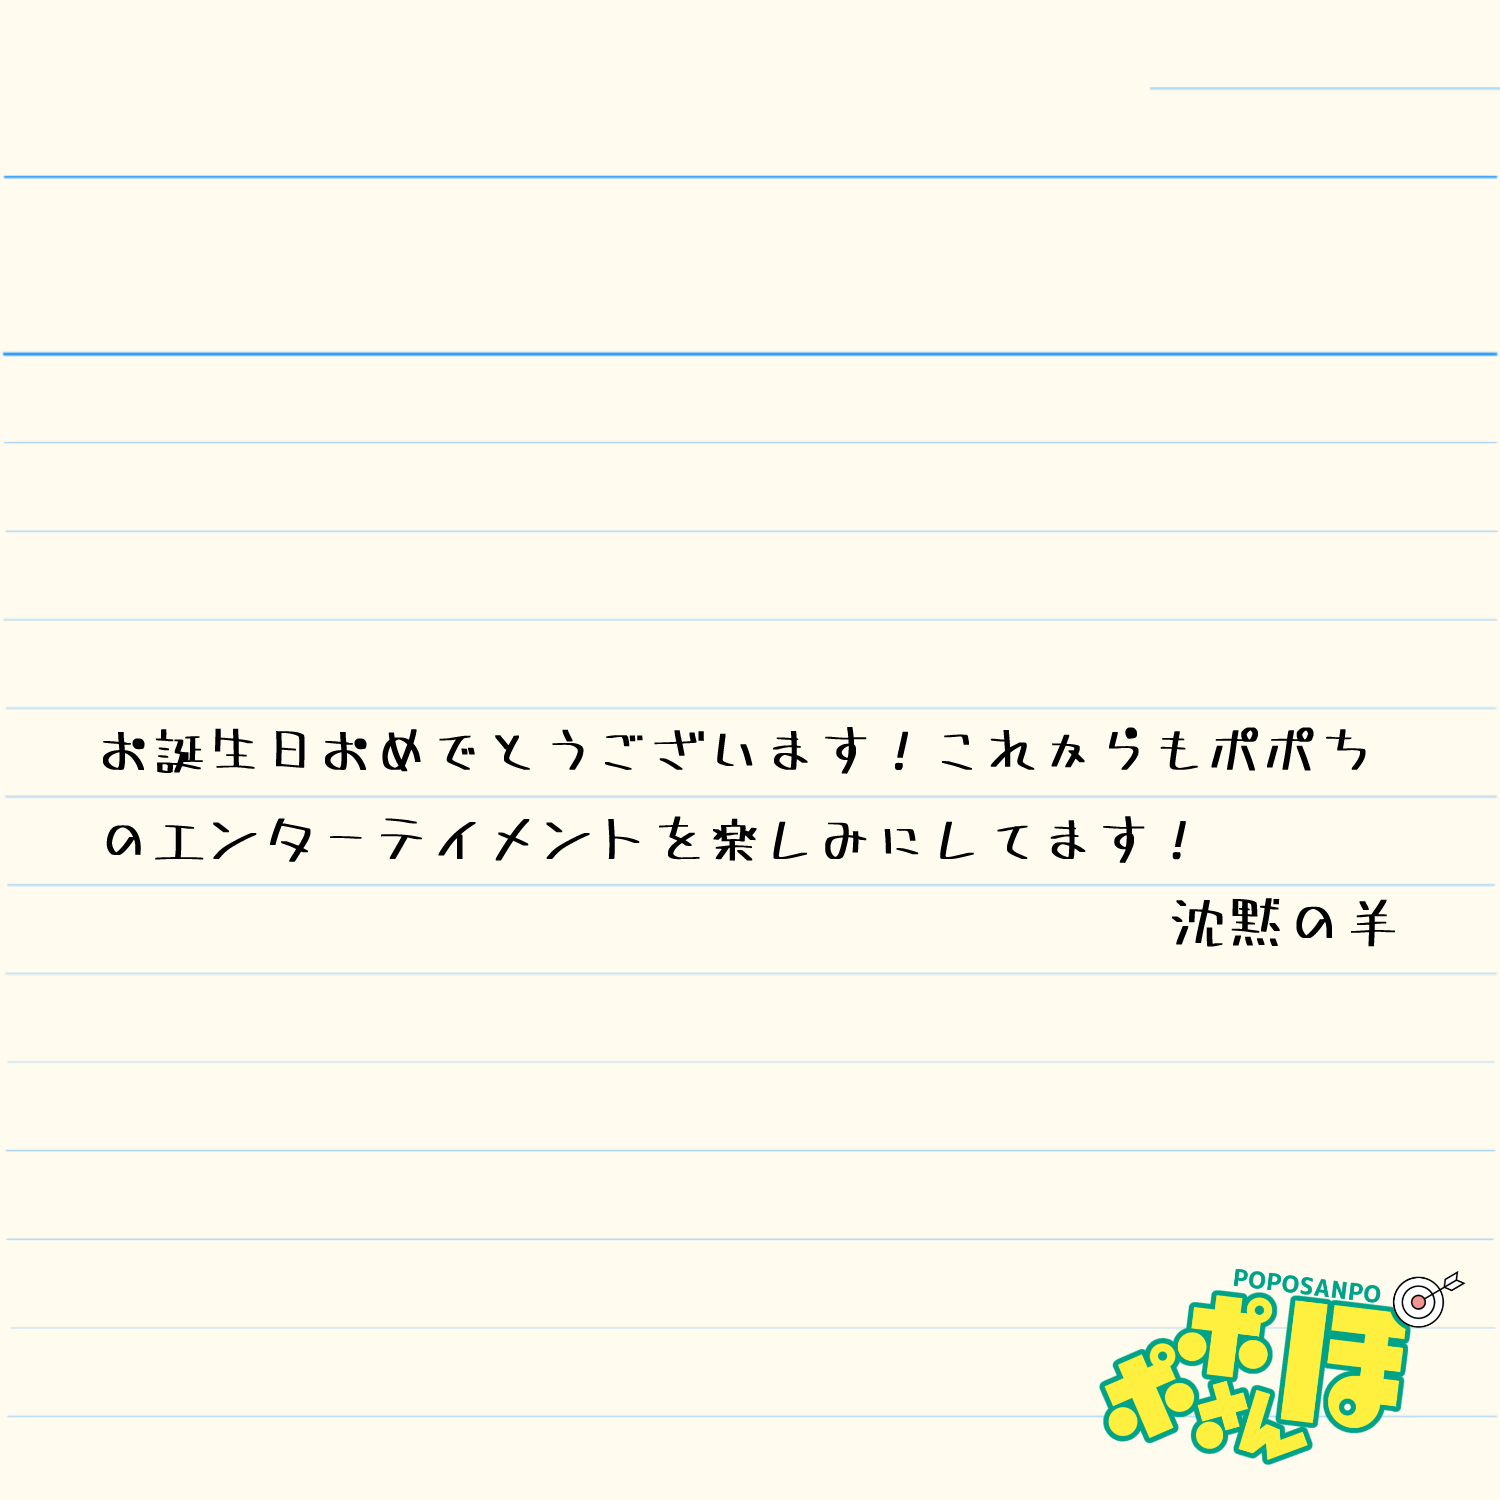 お誕生日おめでとうございます！これからもポポち
のエンターテイメントを楽しみにしてます！
沈黙の羊
POPOSANPO
ポポさんぽ